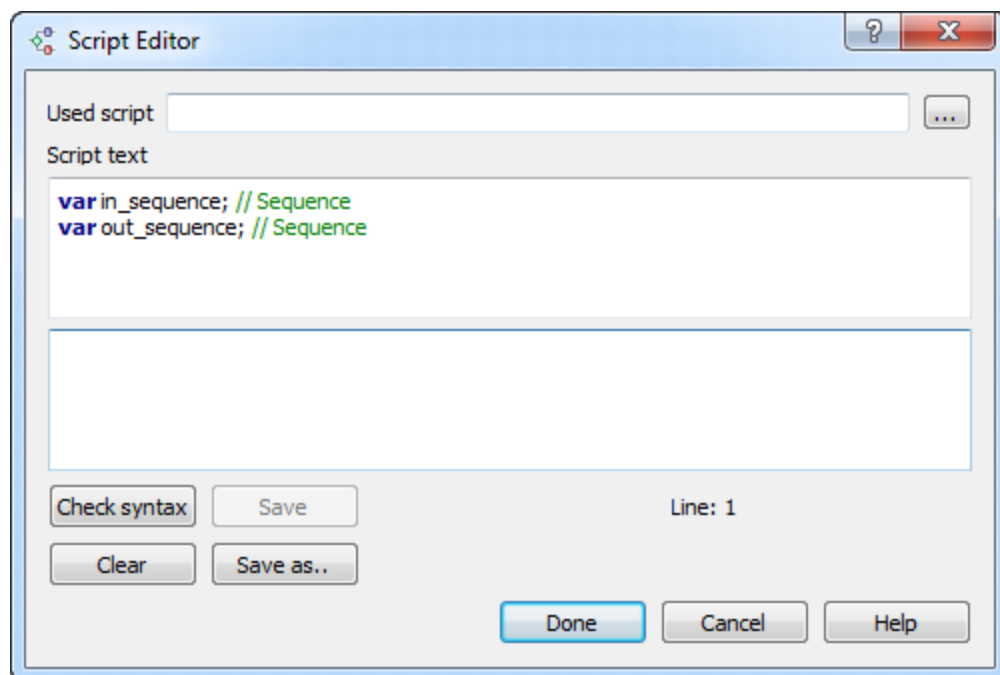 Script Editor
Used script
...
Script text
var in_sequence; // Sequence
var out_sequence; // Sequence
Check syntax Save Line: 1
Clear Save as..
Done Cancel Help